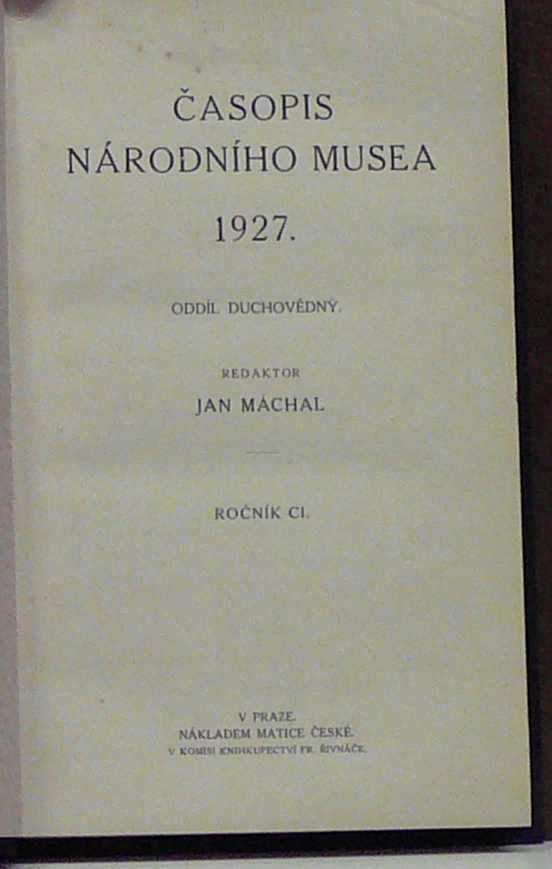 ČASOPIS
NÁRODNÍHO MUSEA
1927.
ODDÍL DUCHOVĚDNÝ.
REDAKTOR
JAN MÁCHAL
ROČNÍK CI.
V PRAZE.
NÁKLADEM MATICE ČESKÉ.
V KOMISI KNIHKUPECTVÍ FR. ŘIVNÁČE.